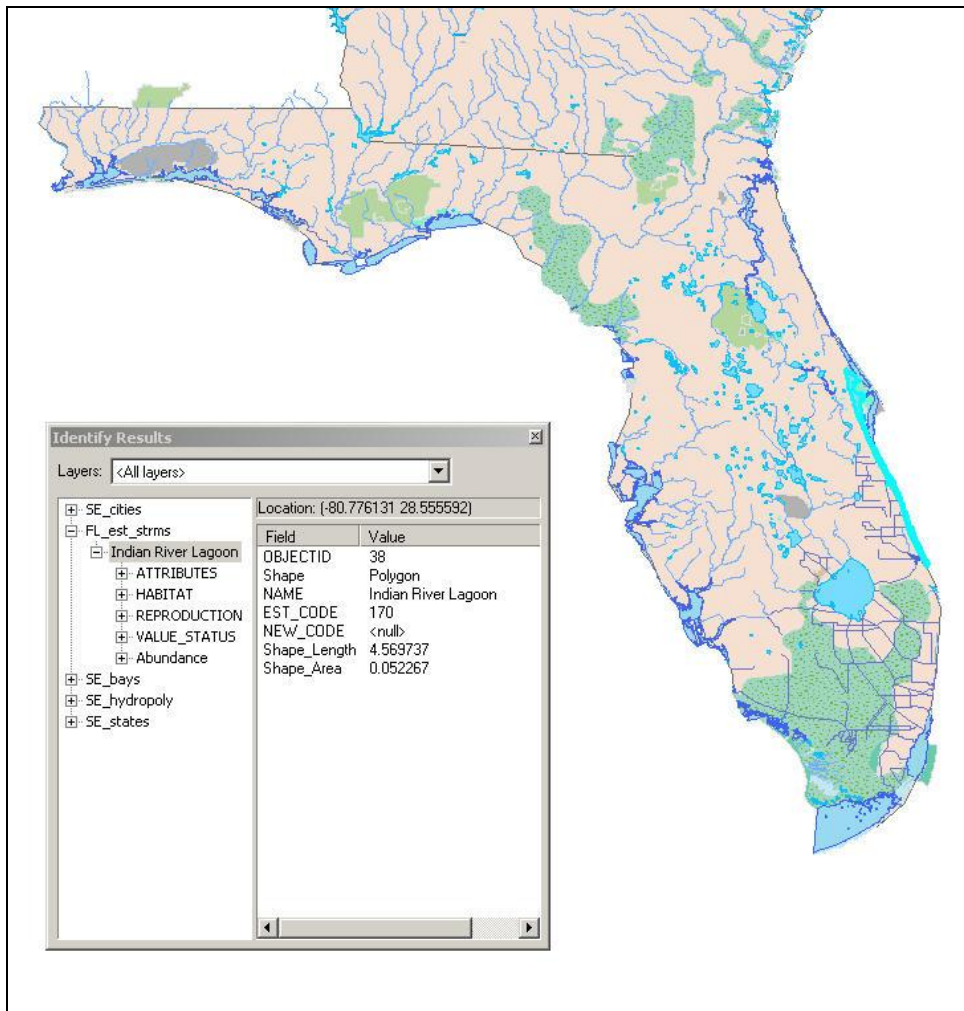 Identify Results
Layers: <All layers>
SE_cities
FL_est_strms
Indian River Lagoon
ATTRIBUTES
HABITAT
REPRODUCTION
VALUE_STATUS
Abundance
SE_bays
SE_hydropoly
SE_states
Location: (-80.776131 28.555592)
Field Value
OBJECTID 38
Shape Polygon
NAME Indian River Lagoon
EST_CODE 170
NEW_CODE <null>
Shape_Length 4.569737
Shape_Area 0.052267